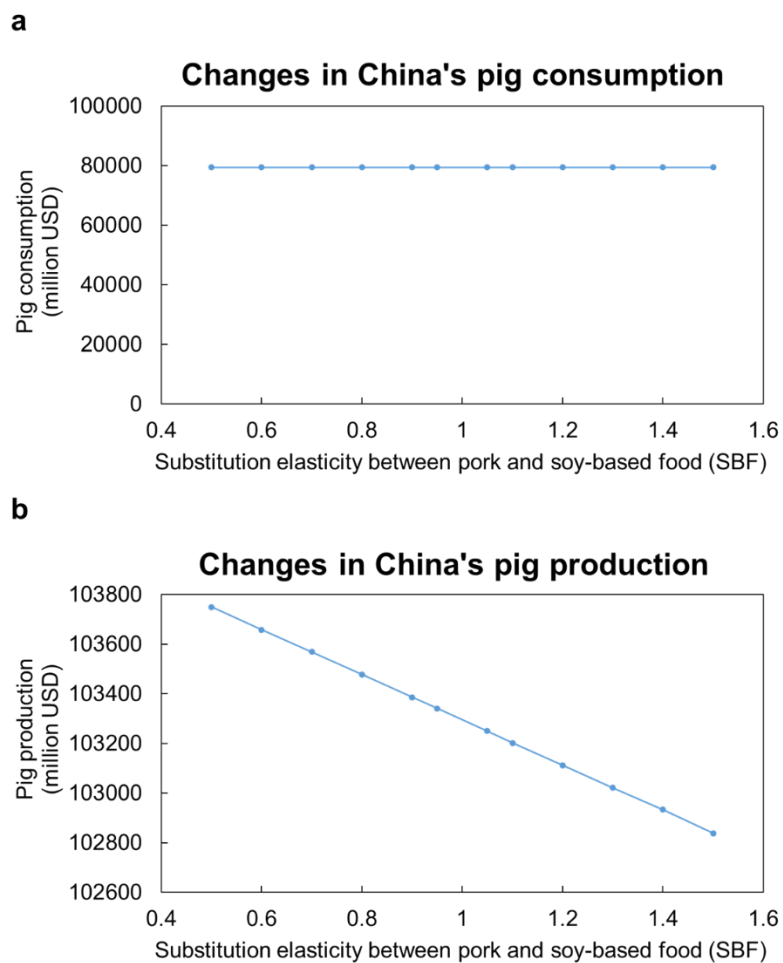 a
Changes in China's pig consumption
100000
80000
60000
40000
20000
0
Pig consumption
(million USD)
0.4 0.6 0.8 1 1.2 1.4 1.6
Substitution elasticity between pork and soy-based food (SBF)
b
Changes in China's pig production
103800
103600
103400
103200
103000
102800
102600
Pig production
(million USD)
0.4 0.6 0.8 1 1.2 1.4 1.6
Substitution elasticity between pork and soy-based food (SBF)